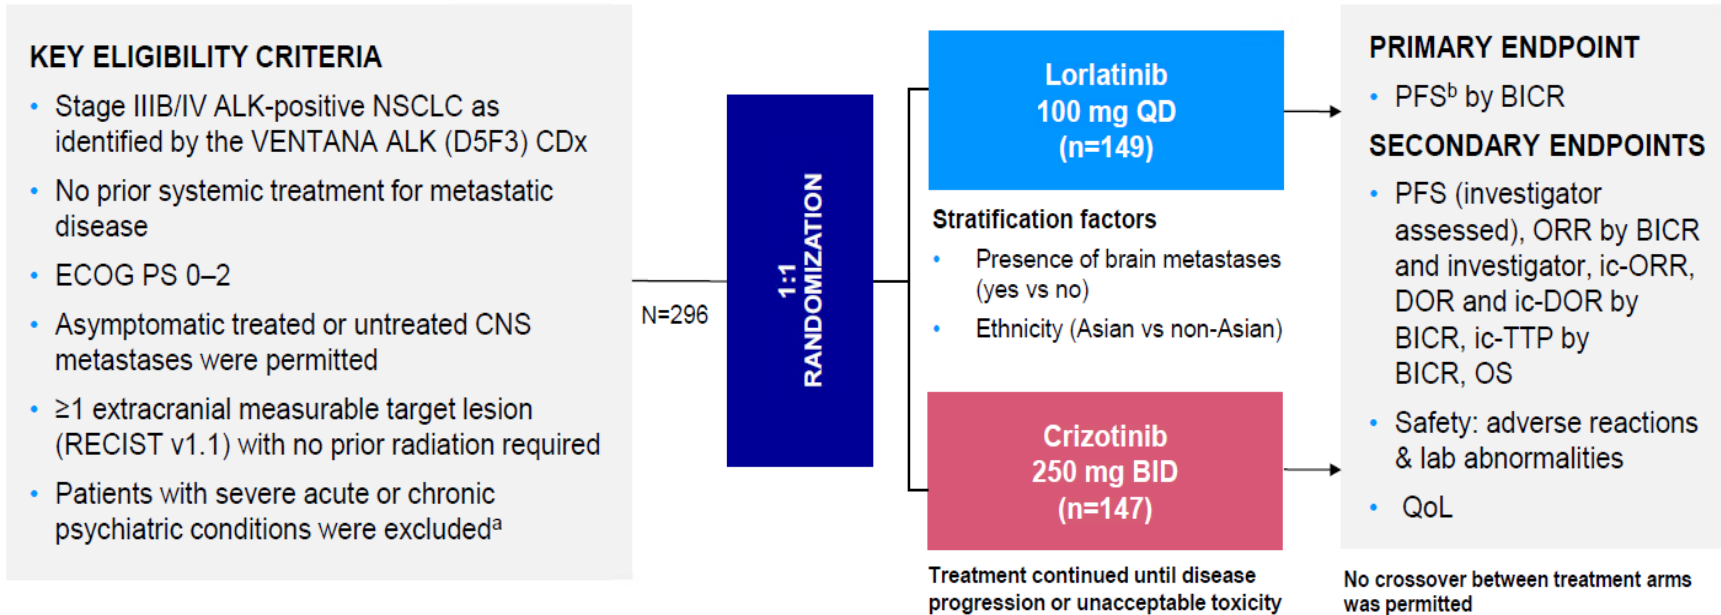 KEY ELIGIBILITY CRITERIA
• Stage IIIB/IV ALK-positive NSCLC as
identified by the VENTANA ALK (D5F3) CDx
• No prior systemic treatment for metastatic
disease
• ECOG PS 0–2
• Asymptomatic treated or untreated CNS
metastases were permitted
• ≥1 extracranial measurable target lesion
(RECIST v1.1) with no prior radiation required
• Patients with severe acute or chronic
psychiatric conditions were excludedᵃ
N=296
1:1
RANDOMIZATION
Lorlatinib
100 mg QD
(n=149)
Stratification factors
• Presence of brain metastases
(yes vs no)
• Ethnicity (Asian vs non-Asian)
Crizotinib
250 mg BID
(n=147)
Treatment continued until disease
progression or unacceptable toxicity
PRIMARY ENDPOINT
• PFSᵇ by BICR
SECONDARY ENDPOINTS
• PFS (investigator
assessed), ORR by BICR
and investigator, ic-ORR,
DOR and ic-DOR by
BICR, ic-TTP by
BICR, OS
• Safety: adverse reactions
& lab abnormalities
• QoL
No crossover between treatment arms
was permitted